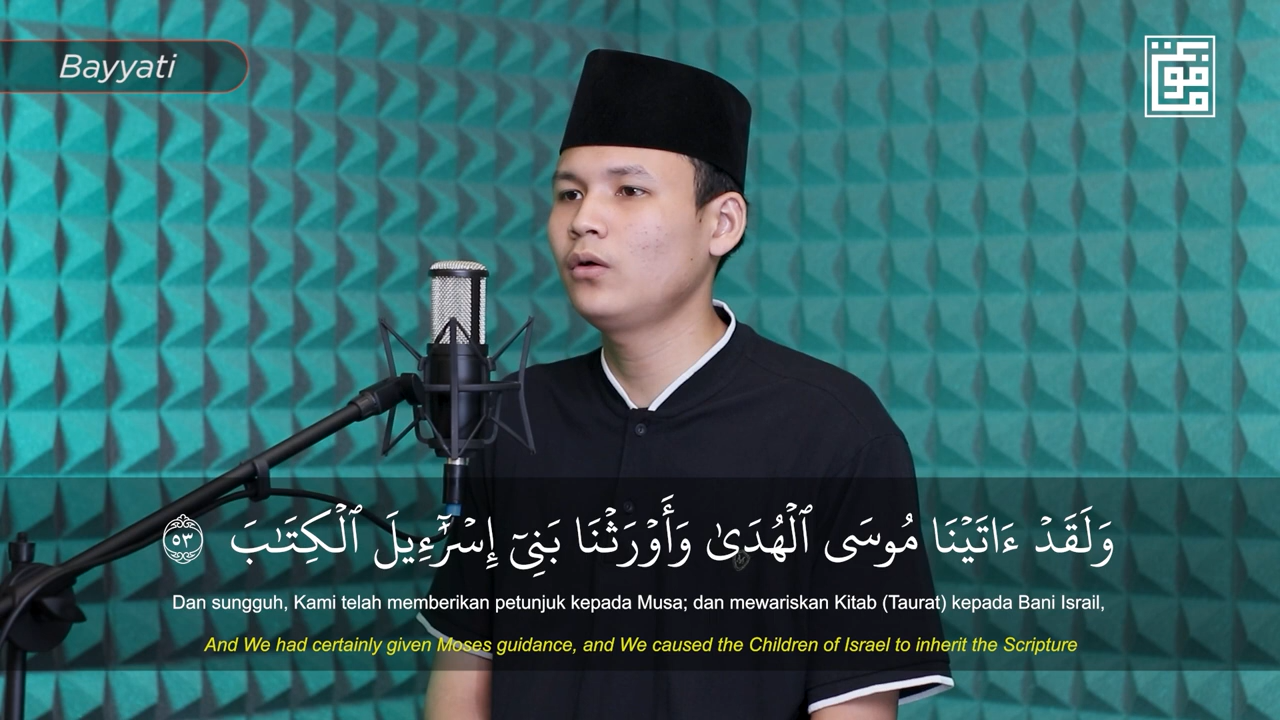 Bayyati
وَلَقَدْ ءَاتَيْنَا مُوسَى ٱلْهُدَىٰ وَأَوْرَثْنَا بَنِىٓ إِسْرَٰٓءِيلَ ٱلْكِتَـٰبَ ٥٣
Dan sungguh, Kami telah memberikan petunjuk kepada Musa; dan mewariskan Kitab (Taurat) kepada Bani Israil,
And We had certainly given Moses guidance, and We caused the Children of Israel to inherit the Scripture